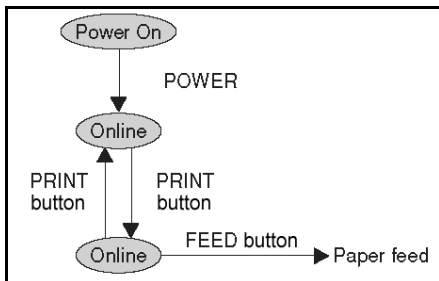 Power On
POWER
Online
PRINT
button
PRINT
button
Online
FEED button
Paper feed